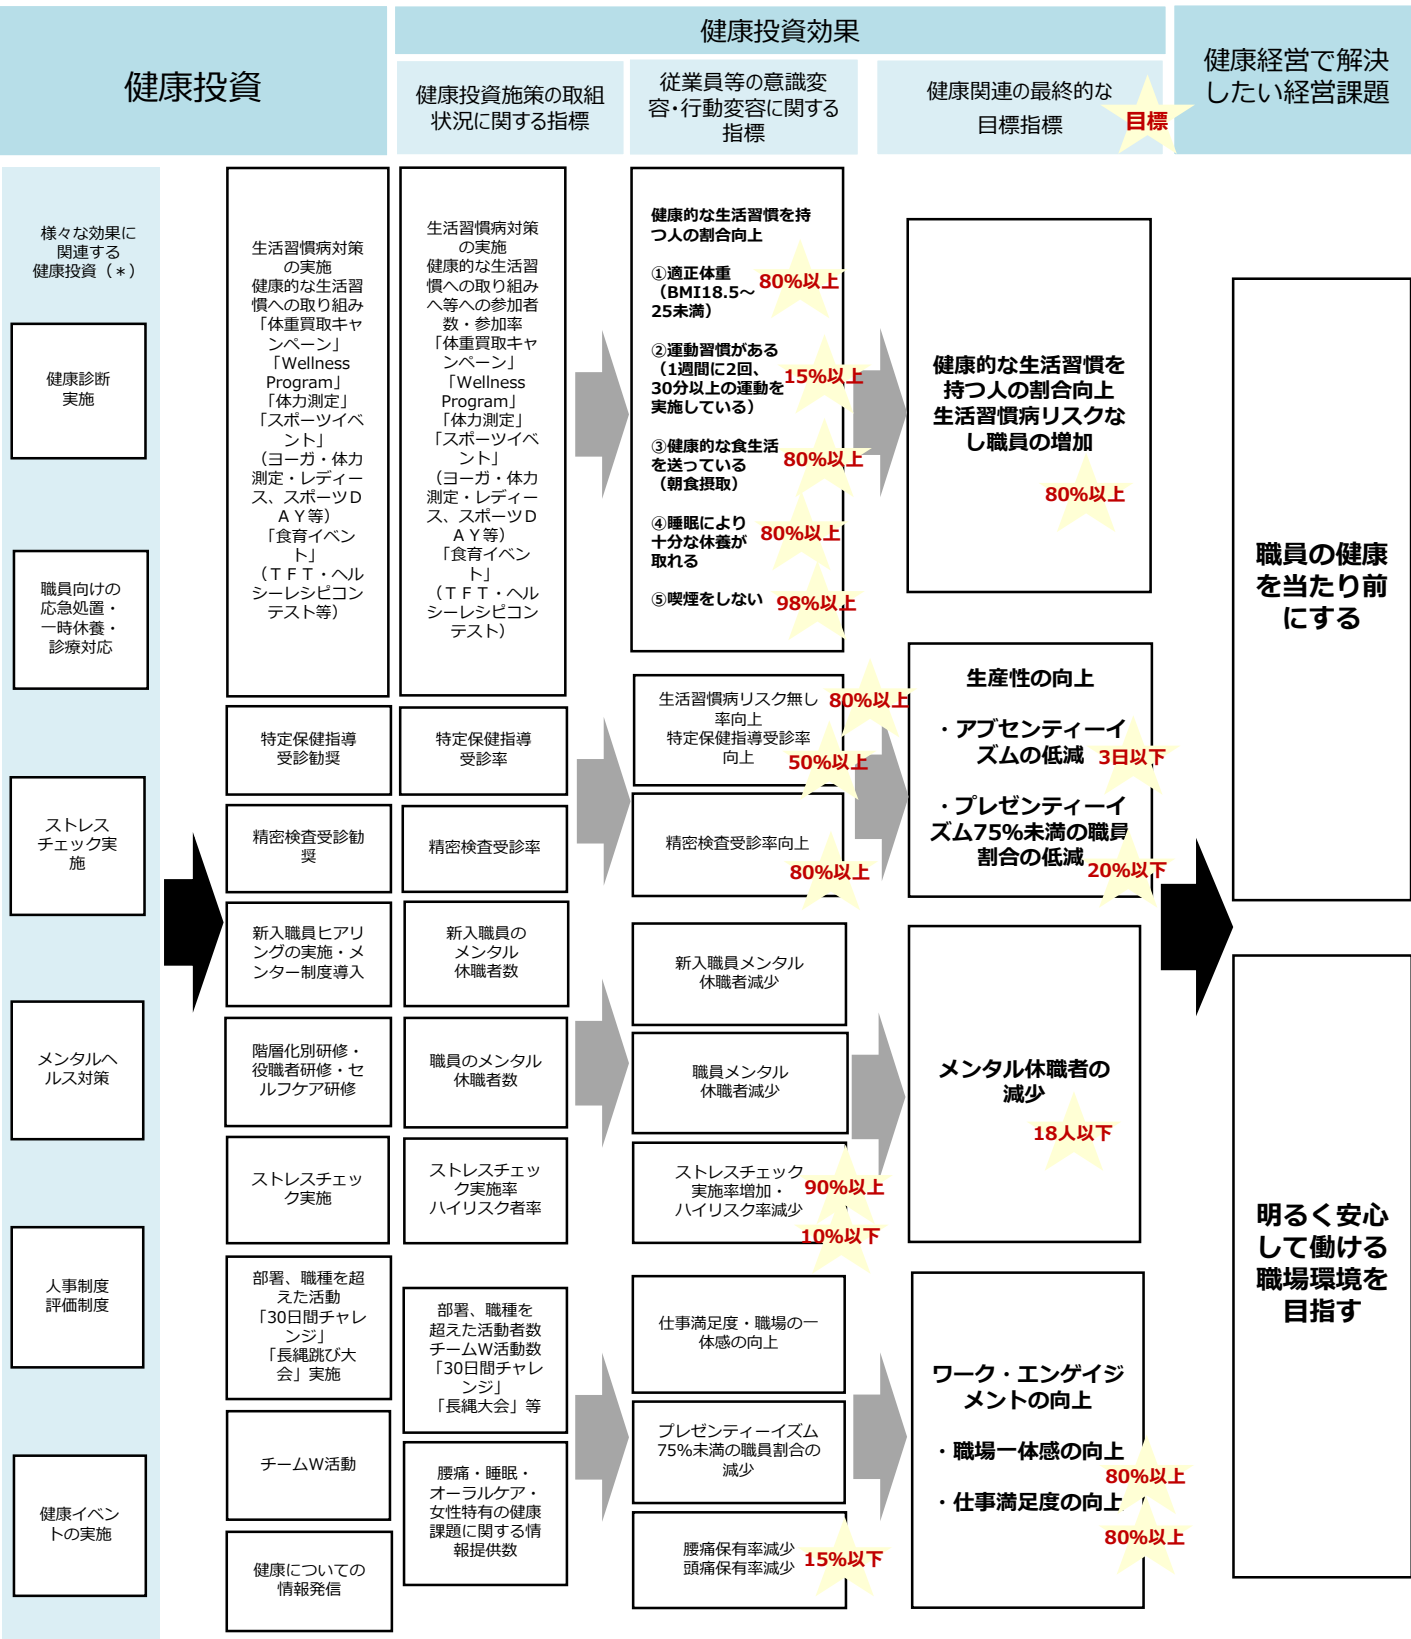 健康投資
健康投資効果
健康経営で解決
したい経営課題
健康投資施策の取組
状況に関する指標
従業員等の意識変
容・行動変容に関する
指標
健康関連の最終的な
目標指標
目標
様々な効果に
関連する
健康投資（＊）
健康診断
実施
職員向けの
応急処置・
一時休養・
診療対応
ストレス
チェック実
施
メンタルヘ
ルス対策
人事制度
評価制度
健康イベン
トの実施
生活習慣病対策
の実施
健康的な生活習
慣への取り組み
「体重買取キャ
ンペーン」
「Wellness
Program」
「体力測定」
「スポーツイベ
ント」
（ヨーガ・体力
測定・レディー
ス、スポーツＤ
ＡＹ等）
「食育イベン
ト」
（ＴＦＴ・ヘル
シーレシピコン
テスト等）
特定保健指導
受診勧奨
精密検査受診勧
奨
新入職員ヒアリ
ングの実施・メ
ンター制度導入
階層化別研修・
役職者研修・セ
ルフケア研修
ストレスチェッ
ク実施
部署、職種を超
えた活動
「30日間チャレ
ンジ」
「長縄跳び大
会」実施
チームW活動
健康についての
情報発信
生活習慣病対策
の実施
健康的な生活習
慣への取り組み
へ等への参加者
数・参加率
「体重買取キャ
ンペーン」
「Wellness
Program」
「体力測定」
「スポーツイベ
ント」
（ヨーガ・体力
測定・レディー
ス、スポーツＤ
ＡＹ等）
「食育イベン
ト」
（ＴＦＴ・ヘル
シーレシピコン
テスト）
特定保健指導
受診率
精密検査受診率
新入職員の
メンタル
休職者数
職員のメンタル
休職者数
ストレスチェッ
ク実施率
ハイリスク者率
部署、職種を
超えた活動者数
チームW活動数
「30日間チャレ
ンジ」
「長縄大会」等
腰痛・睡眠・
オーラルケア・
女性特有の健康
課題に関する情
報提供数
健康的な生活習慣を持
つ人の割合向上
①適正体重
（BMI18.5～
25未満）
80%以上
②運動習慣がある
（1週間に2回、
30分以上の運動を
実施している）
15%以上
③健康的な食生活
を送っている
（朝食摂取）
80%以上
④睡眠により
十分な休養が
取れる
80%以上
⑤喫煙をしない
98%以上
生活習慣病リスク無し
率向上
特定保健指導受診率
向上
80%以上
50%以上
精密検査受診率向上
80%以上
新入職員メンタル
休職者減少
職員メンタル
休職者減少
ストレスチェック
実施率増加・
ハイリスク率減少
90%以上
10%以下
仕事満足度・職場の一
体感の向上
プレゼンティーイズム
75%未満の職員割合の
減少
腰痛保有率減少
頭痛保有率減少
15%以下
健康的な生活習慣を
持つ人の割合向上
生活習慣病リスクな
し職員の増加
80%以上
生産性の向上
・アブセンティーイ
ズムの低減
3日以下
・プレゼンティーイ
ズム75%未満の職員
割合の低減
20%以下
メンタル休職者の
減少
18人以下
ワーク・エンゲイジ
メントの向上
・職場一体感の向上
80%以上
・仕事満足度の向上
80%以上
職員の健康
を当たり前
にする
明るく安心
して働ける
職場環境を
目指す